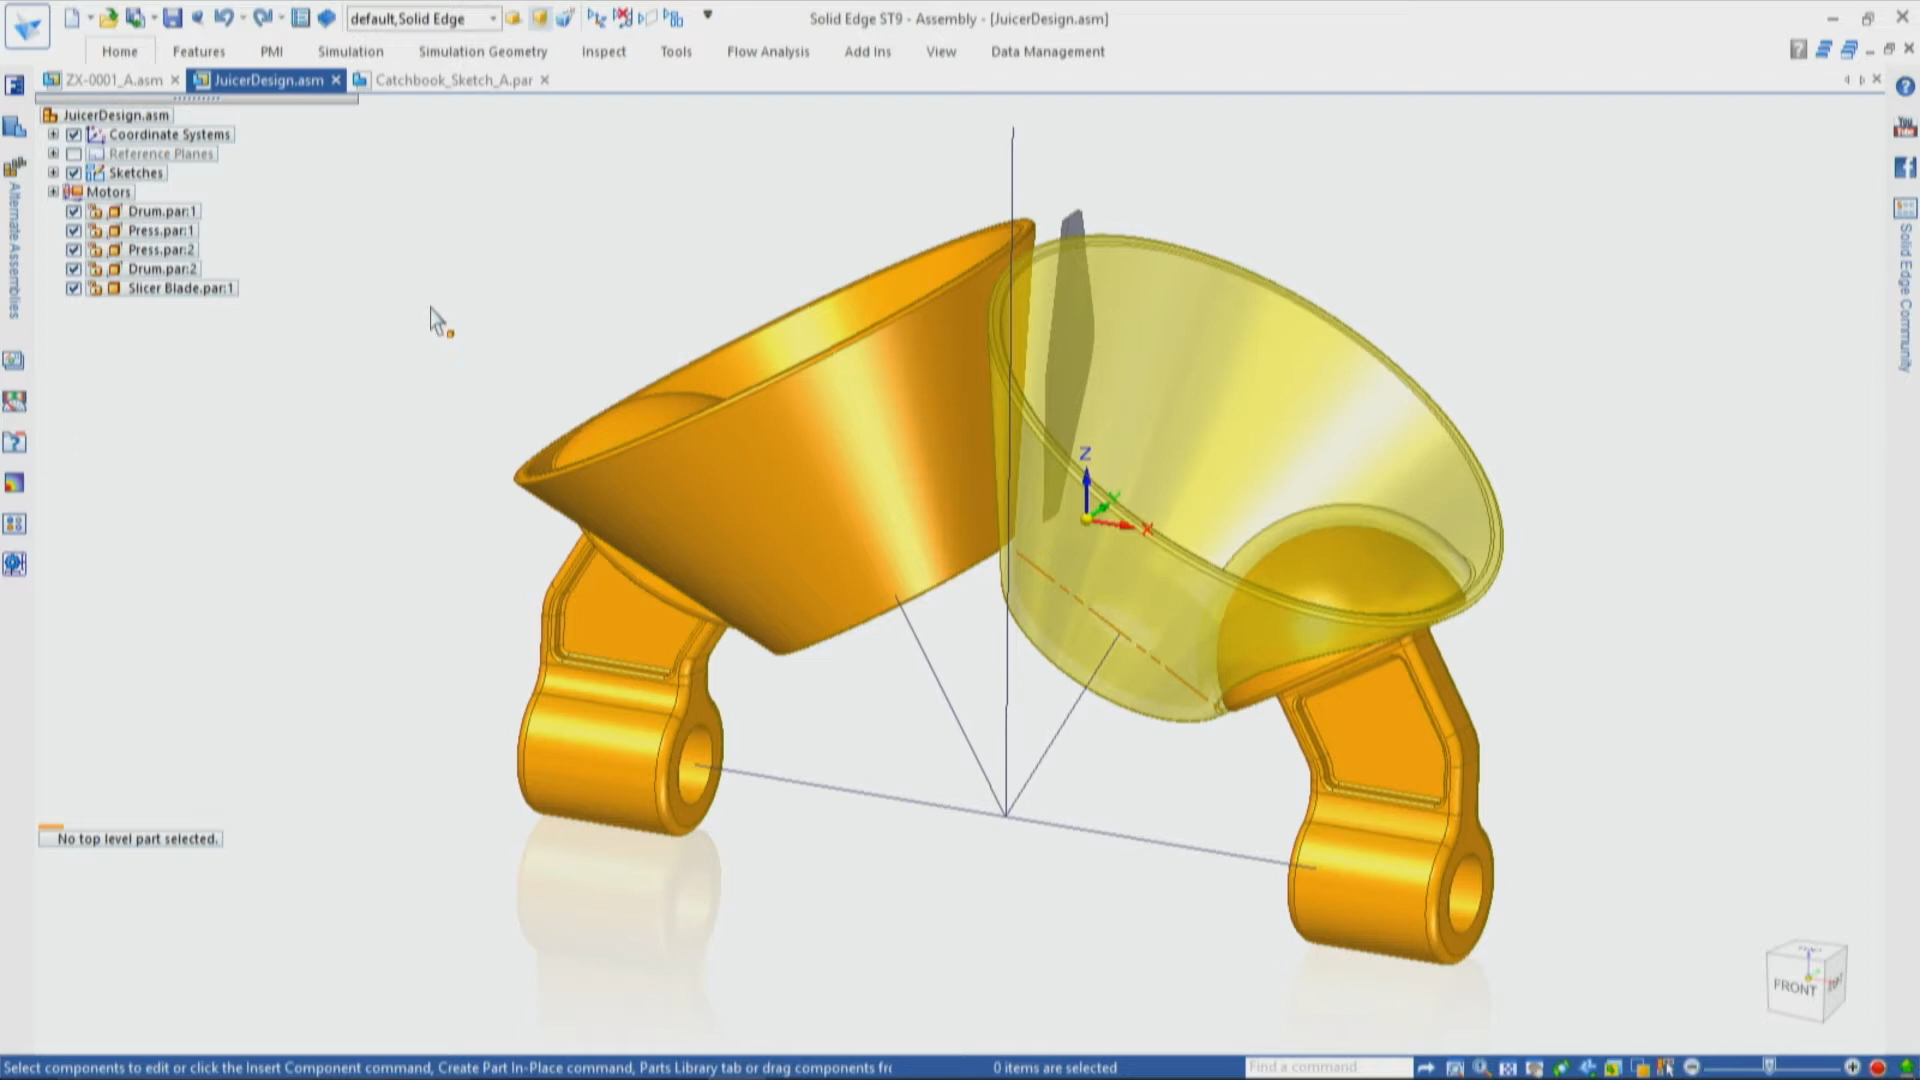 default,Solid Edge
Solid Edge ST9 - Assembly - [JuicerDesign.asm]
Home Features PMI Simulation Simulation Geometry Inspect Tools Flow Analysis Add Ins View Data Management
ZX-0001_A.asm JuicerDesign.asm Catchbook_Sketch_A.par
JuicerDesign.asm
Coordinate Systems
Reference Planes
Sketches
Motors
Drum.par:1
Press.par:1
Press.par:2
Drum.par:2
Slicer Blade.par:1
Alternate Assemblies
You
Solid Edge Community
Z
Y
X
No top level part selected.
FRONT
Select components to edit or click the Insert Component command, Create Part In-Place command, Parts Library tab or drag components fr
0 items are selected
Find a command